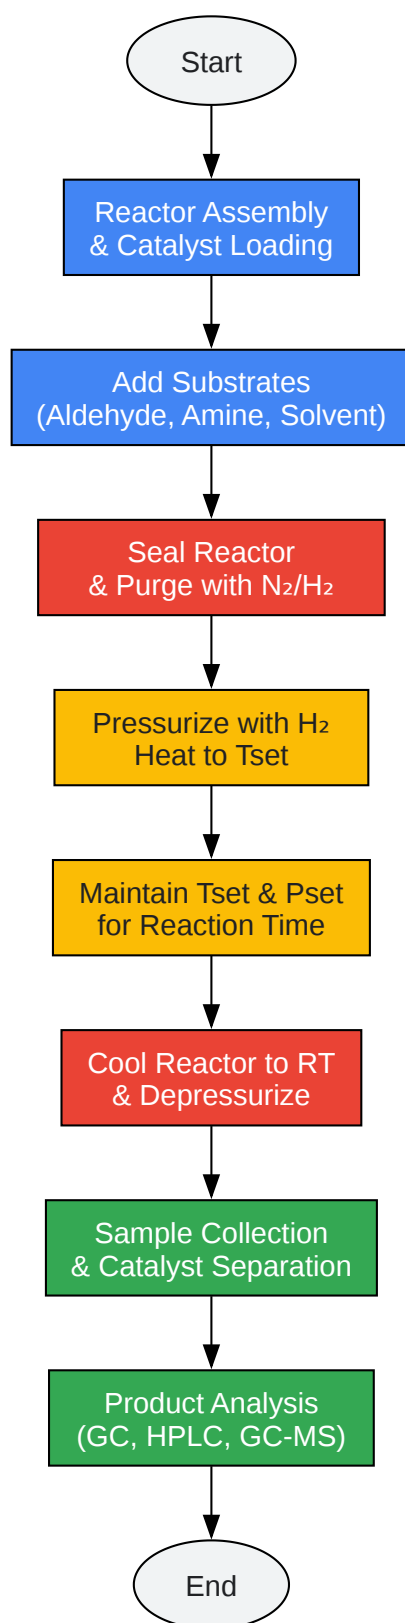 Start
Reactor Assembly
& Catalyst Loading
Add Substrates
(Aldehyde, Amine, Solvent)
Seal Reactor
& Purge with N₂/H₂
Pressurize with H₂
Heat to Tset
Maintain Tset & Pset
for Reaction Time
Cool Reactor to RT
& Depressurize
Sample Collection
& Catalyst Separation
Product Analysis
(GC, HPLC, GC-MS)
End